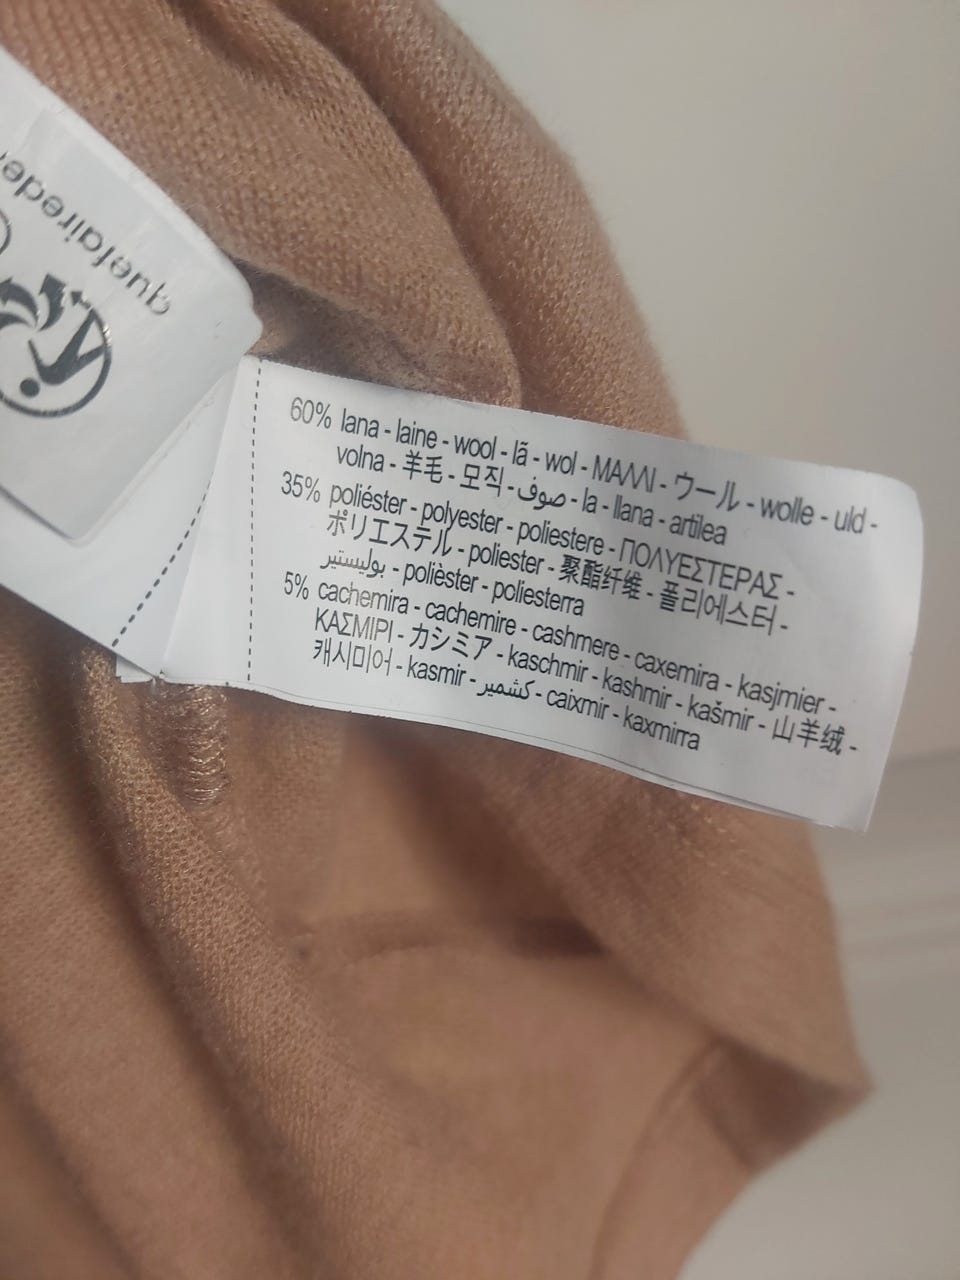 quefairede
60% lana - laine - wool - lã - wol - ΜΑΛΛΙ - ウール - wolle - uld -
volna - 羊毛 - 모직 - صوف - la - llana - artilea
35% poliéster - polyester - poliestere - ΠΟΛΥΕΣΤΕΡΑΣ -
ポリエステル - poliester - 聚酯纤维 - 폴리에스터 -
بوليستير - polièster - poliesterra
5% cachemira - cachemire - cashmere - caxemira - kasjmier -
ΚΑΣΜΙΡΙ - カシミア - kaschmir - kashmir - kašmir - 山羊绒 -
캐시미어 - kasmir - كشمير - caixmir - kaxmirra